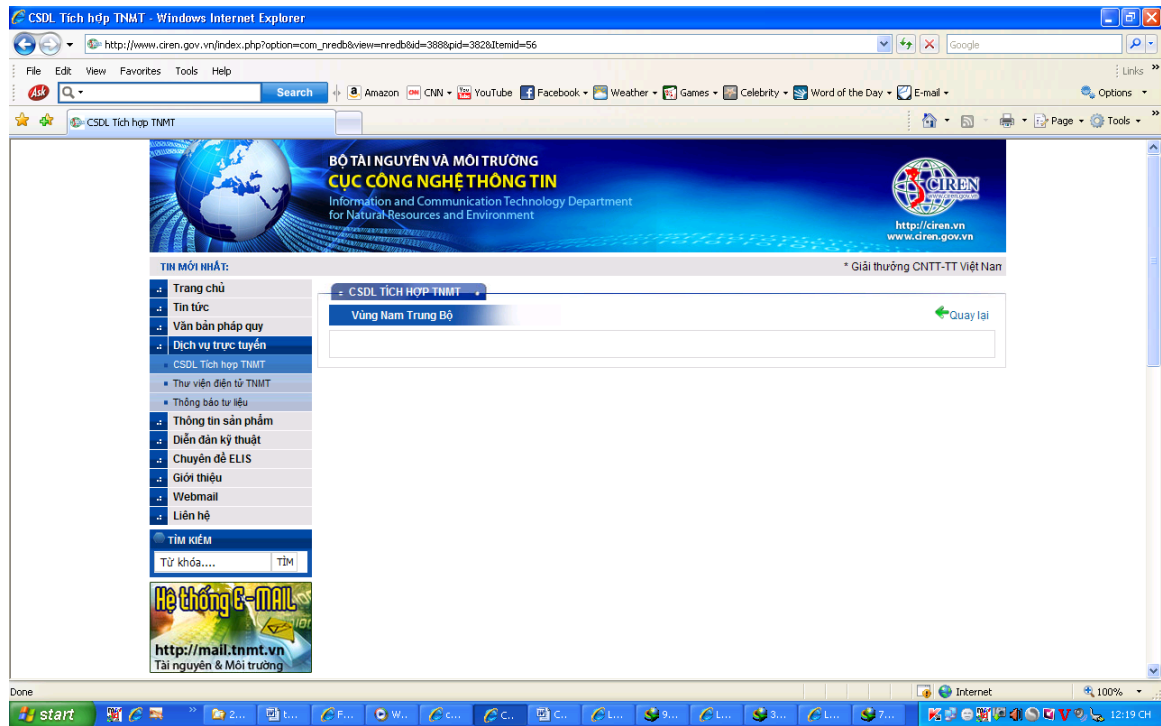 CSDL Tích hợp TNMT - Windows Internet Explorer
http://www.ciren.gov.vn/index.php?option=com_nredb&view=nredb&id=388&pid=382&Itemid=56
Google
File Edit View Favorites Tools Help
Links
Ask Search Amazon CNN YouTube Facebook Weather Games Celebrity Word of the Day E-mail Options
CSDL Tích hợp TNMT
Page Tools
BỘ TÀI NGUYÊN VÀ MÔI TRƯỜNG
CỤC CÔNG NGHỆ THÔNG TIN
Information and Communication Technology Department
for Natural Resources and Environment
CIREN
http://ciren.vn
www.ciren.gov.vn
TIN MỚI NHẤT:
* Giải thưởng CNTT-TT Việt Nam
Trang chủ
Tin tức
Văn bản pháp quy
Dịch vụ trực tuyến
CSDL Tích hợp TNMT
Thư viện điện tử TNMT
Thông báo tư liệu
Thông tin sản phẩm
Diễn đàn kỹ thuật
Chuyên đề ELIS
Giới thiệu
Webmail
Liên hệ
CSDL TÍCH HỢP TNMT
Vùng Nam Trung Bộ
Quay lại
TÌM KIẾM
Từ khóa.... TÌM
Hệ thống E-MAIL
http://mail.tnmt.vn
Tài nguyên & Môi trường
Done
Internet
100%
start
2... t... F... W... c... C.. C... L... 9... L... 3... L... 7...
12:19 CH